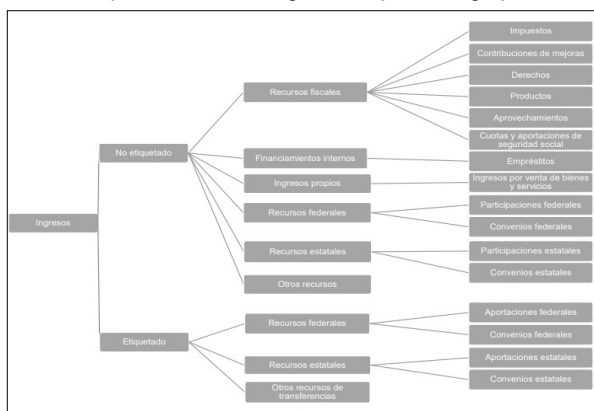 Impuestos
Contribuciones de mejoras
Derechos
Recursos fiscales
Productos
Aprovechamientos
Cuotas y aportaciones de
seguridad social
No etiquetado
Financiamientos internos
Empréstitos
Ingresos propios
Ingresos por venta de bienes
y servicios
Recursos federales
Participaciones federales
Convenios federales
Ingresos
Recursos estatales
Participaciones estatales
Convenios estatales
Otros recursos
Etiquetado
Recursos federales
Aportaciones federales
Convenios federales
Recursos estatales
Aportaciones estatales
Convenios estatales
Otros recursos de
transferencias